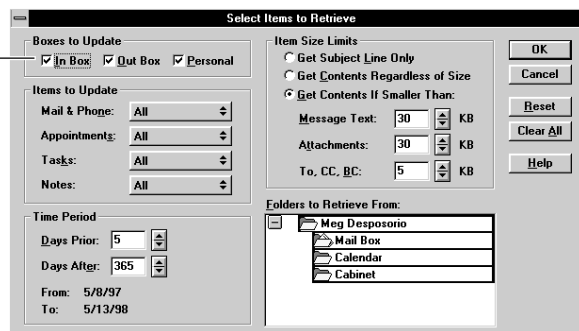 Select Items to Retrieve
Boxes to Update
In Box Out Box Personal
Items to Update
Mail & Phone: All
Appointments: All
Tasks: All
Notes: All
Time Period
Days Prior: 5
Days After: 365
From: 5/8/97
To: 5/13/98
Item Size Limits
Get Subject Line Only
Get Contents Regardless of Size
Get Contents If Smaller Than:
Message Text: 30 KB
Attachments: 30 KB
To, CC, BC: 5 KB
Folders to Retrieve From:
Meg Desposorio
Mail Box
Calendar
Cabinet
OK
Cancel
Reset
Clear All
Help